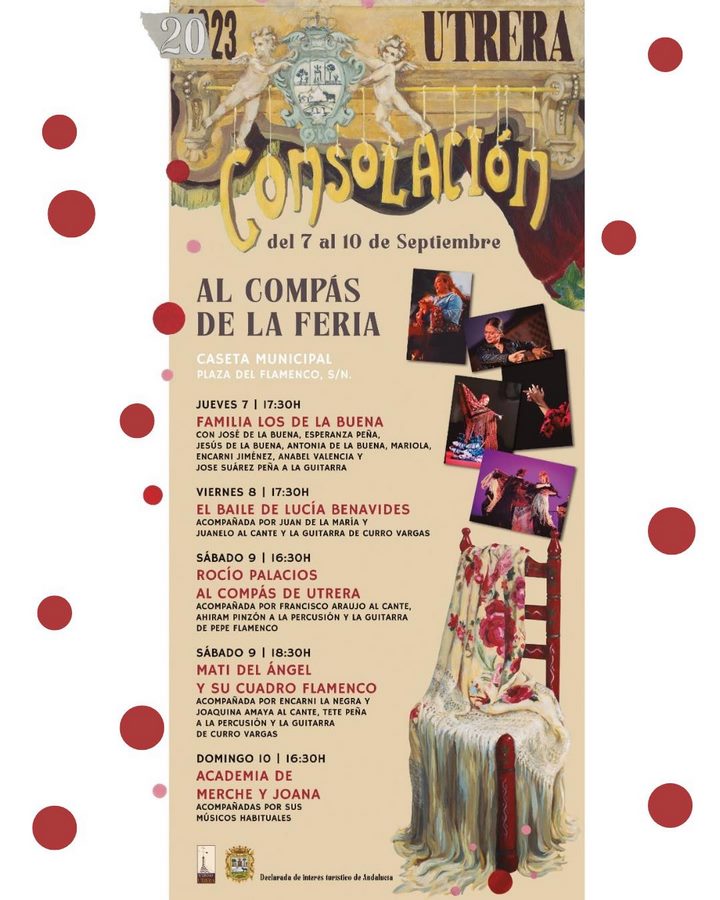 2023 UTRERA
CONSOLACIÓN
del 7 al 10 de Septiembre
AL COMPÁS
DE LA FERIA
CASETA MUNICIPAL
PLAZA DEL FLAMENCO, S/N.
JUEVES 7 | 17:30H
FAMILIA LOS DE LA BUENA
CON JOSÉ DE LA BUENA, ESPERANZA PEÑA,
JESÚS DE LA BUENA, ANTONIA DE LA BUENA, MARIOLA,
ENCARNI JIMÉNEZ, ANABEL VALENCIA Y
JOSE SUÁREZ PEÑA A LA GUITARRA
VIERNES 8 | 17:30H
EL BAILE DE LUCÍA BENAVIDES
ACOMPAÑADA POR JUAN DE LA MARÍA Y
JUANELO AL CANTE Y LA GUITARRA DE CURRO VARGAS
SÁBADO 9 | 16:30H
ROCÍO PALACIOS
AL COMPÁS DE UTRERA
ACOMPAÑADA POR FRANCISCO ARAUJO AL CANTE,
AHIRAM PINZÓN A LA PERCUSIÓN Y LA GUITARRA
DE PEPE FLAMENCO
SÁBADO 9 | 18:30H
MATI DEL ÁNGEL
Y SU CUADRO FLAMENCO
ACOMPAÑADA POR ENCARNI LA NEGRA Y
JOAQUINA AMAYA AL CANTE, TETE PEÑA
A LA PERCUSIÓN Y LA GUITARRA
DE CURRO VARGAS
DOMINGO 10 | 16:30H
ACADEMIA DE
MERCHE Y JOANA
ACOMPAÑADAS POR SUS
MÚSICOS HABITUALES
UTRERA
Declarada de interes turístico de Andalucía